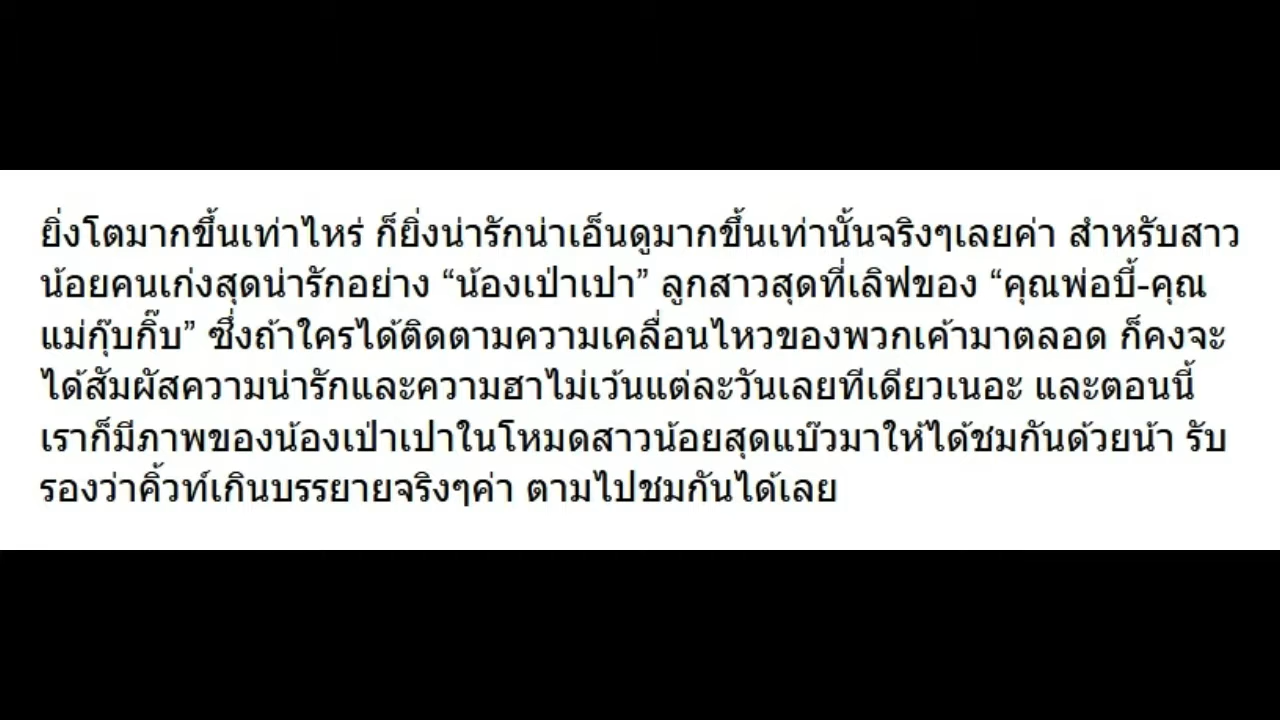 ยิ่งโตมากขึ้นเท่าไหร่ ก็ยิ่งน่ารักน่าเอ็นดูมากขึ้นเท่านั้นจริงๆเลยค่า สำหรับสาว
น้อยคนเก่งสุดน่ารักอย่าง “น้องเป่าเปา” ลูกสาวสุดที่เลิฟของ “คุณพ่อบี้-คุณ
แม่กุ๊บกิ๊บ” ซึ่งถ้าใครได้ติดตามความเคลื่อนไหวของพวกเค้ามาตลอด ก็คงจะ
ได้สัมผัสความน่ารักและความฮาไม่เว้นแต่ละวันเลยทีเดียวเนอะ และตอนนี้
เราก็มีภาพของน้องเป่าเปาในโหมดสาวน้อยสุดแบ๊วมาให้ได้ชมกันด้วยน้า รับ
รองว่าคิ้วท์เกินบรรยายจริงๆค่า ตามไปชมกันได้เลย